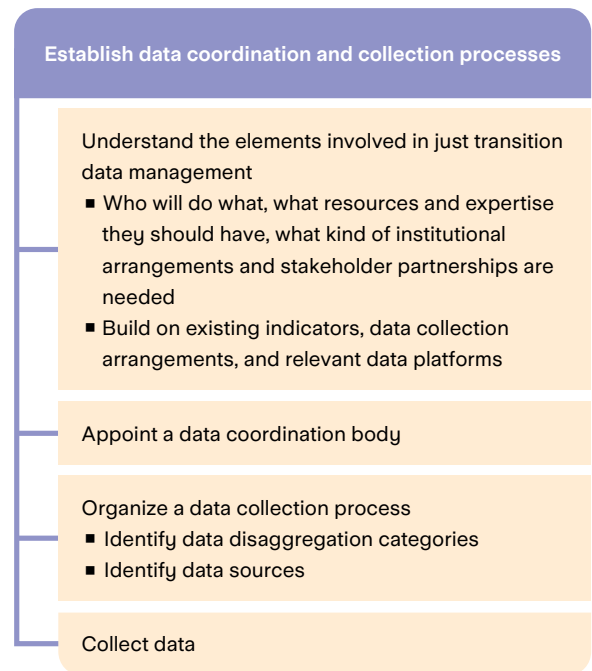 Establish data coordination and collection processes
Understand the elements involved in just transition
data management
▪ Who will do what, what resources and expertise
they should have, what kind of institutional
arrangements and stakeholder partnerships are
needed
▪ Build on existing indicators, data collection
arrangements, and relevant data platforms
Appoint a data coordination body
Organize a data collection process
▪ Identify data disaggregation categories
▪ Identify data sources
Collect data